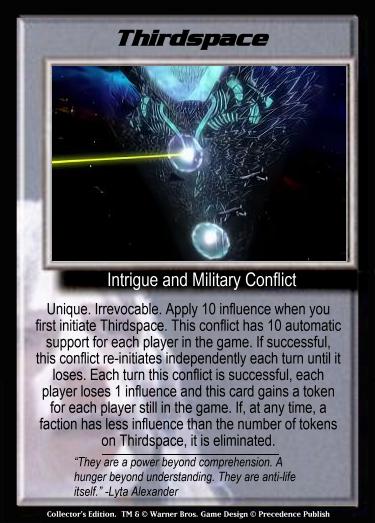 Thirdspace
Intrigue and Military Conflict
Unique. Irrevocable. Apply 10 influence when you
first initiate Thirdspace. This conflict has 10 automatic
support for each player in the game. If successful,
this conflict re-initiates independently each turn until it
loses. Each turn this conflict is successful, each
player loses 1 influence and this card gains a token
for each player still in the game. If, at any time, a
faction has less influence than the number of tokens
on Thirdspace, it is eliminated.
"They are a power beyond comprehension. A
hunger beyond understanding. They are anti-life
itself." -Lyta Alexander
Collector's Edition. TM & © Warner Bros. Game Design © Precedence Publish